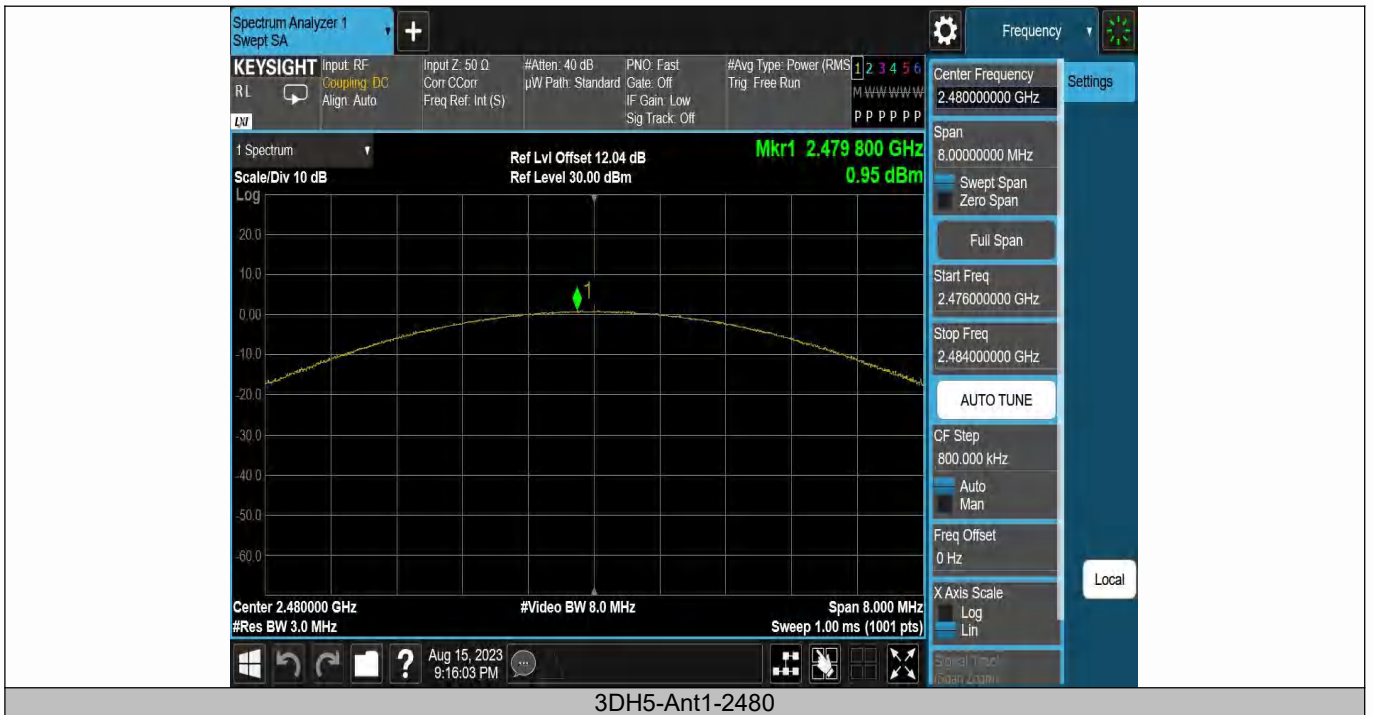 Spectrum Analyzer 1
Swept SA
+
Frequency
KEYSIGHT
RL
LXI
Input: RF
Coupling: DC
Align: Auto
Input Z: 50 Ω
Corr CCorr
Freq Ref: Int (S)
#Atten: 40 dB
µW Path: Standard
PNO: Fast
Gate: Off
IF Gain: Low
Sig Track: Off
#Avg Type: Power (RMS
Trig: Free Run
1 2 3 4 5 6
M W W W W W
P P P P P P
1 Spectrum
Scale/Div 10 dB
Ref Lvl Offset 12.04 dB
Ref Level 30.00 dBm
Mkr1 2.479 800 GHz
0.95 dBm
Log
20.0
10.0
0.00
-10.0
-20.0
-30.0
-40.0
-50.0
-60.0
1
Center 2.480000 GHz
#Res BW 3.0 MHz
#Video BW 8.0 MHz
Span 8.000 MHz
Sweep 1.00 ms (1001 pts)
Center Frequency
2.480000000 GHz
Settings
Span
8.00000000 MHz
Swept Span
Zero Span
Full Span
Start Freq
2.476000000 GHz
Stop Freq
2.484000000 GHz
AUTO TUNE
CF Step
800.000 kHz
Auto
Man
Freq Offset
0 Hz
X Axis Scale
Log
Lin
Signal Track
(Span Zoom)
Local
?
Aug 15, 2023
9:16:03 PM
3DH5-Ant1-2480